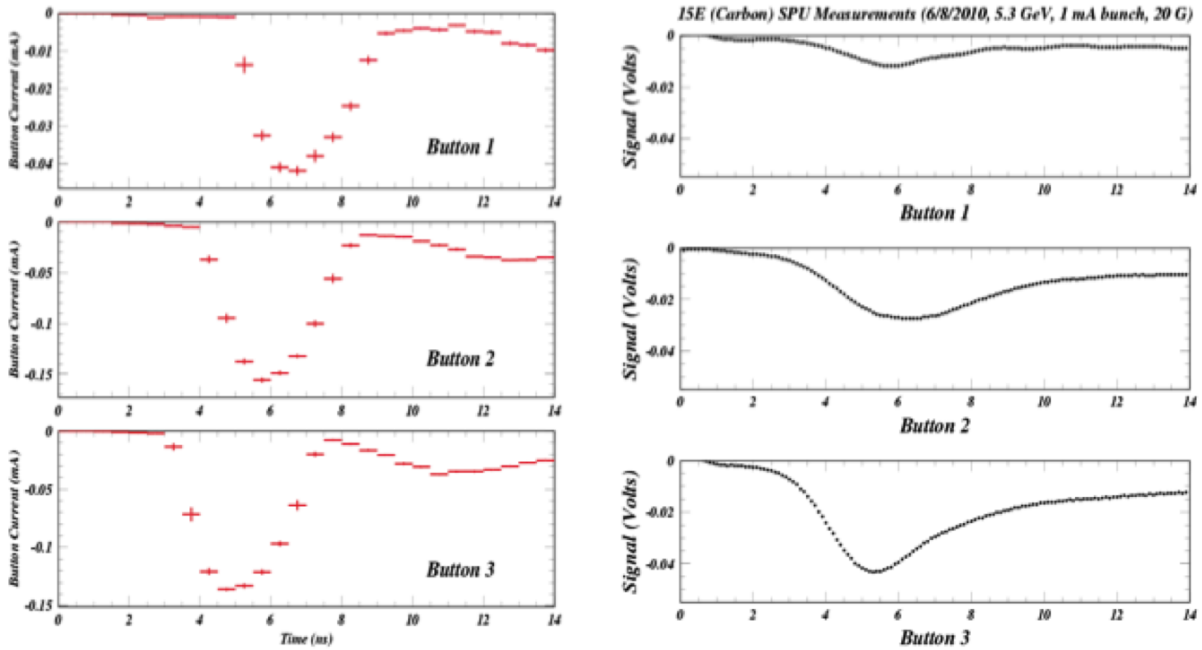 15E (Carbon) SPU Measurements (6/8/2010, 5.3 GeV, 1 mA bunch, 20 G)
Button Current (mA)
0
-0.01
-0.02
-0.03
-0.04
Button 1
0 2 4 6 8 10 12 14
Button Current (mA)
0
-0.05
-0.1
-0.15
Button 2
0 2 4 6 8 10 12 14
Button Current (mA)
0
-0.05
-0.1
-0.15
Button 3
0 2 4 6 8 10 12 14
Time (ns)
Signal (Volts)
0
-0.02
-0.04
0 2 4 6 8 10 12 14
Button 1
Signal (Volts)
0
-0.02
-0.04
0 2 4 6 8 10 12 14
Button 2
Signal (Volts)
0
-0.02
-0.04
0 2 4 6 8 10 12 14
Button 3